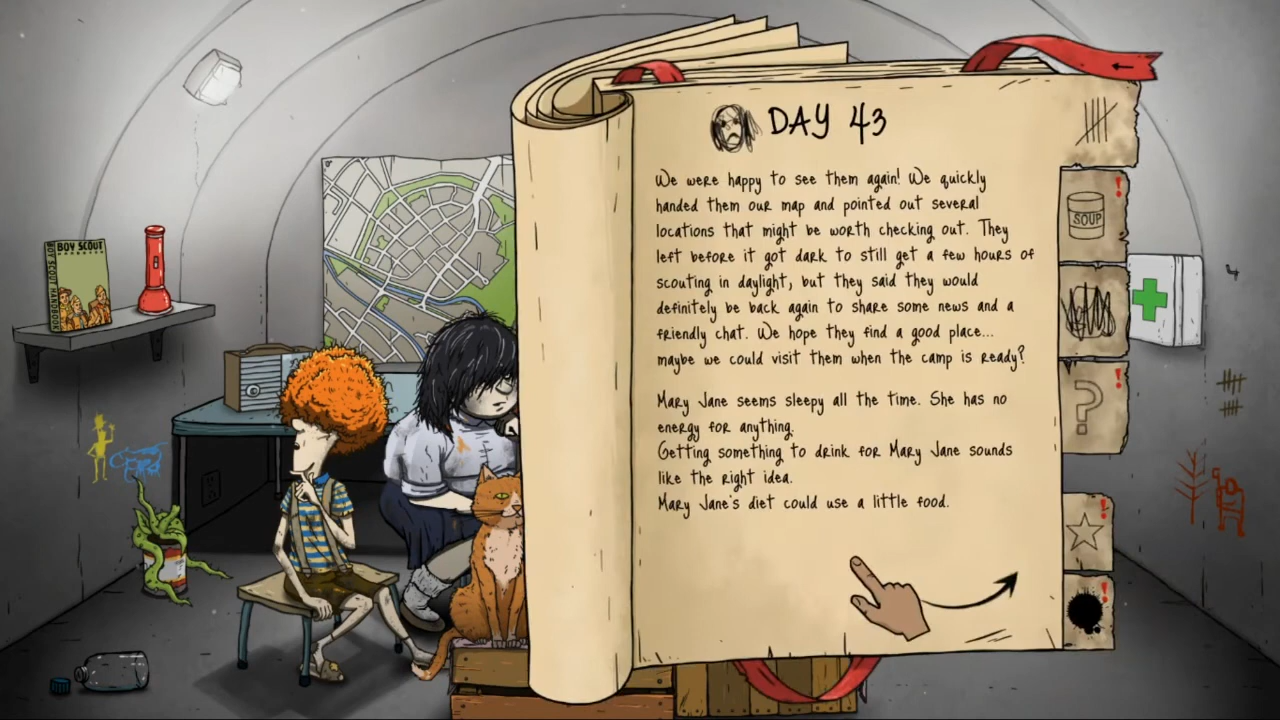 DAY 43
We were happy to see them again! We quickly
handed them our map and pointed out several
locations that might be worth checking out. They
left before it got dark to still get a few hours of
scouting in daylight, but they said they would
definitely be back again to share some news and a
friendly chat. We hope they find a good place...
maybe we could visit them when the camp is ready?
Mary Jane seems sleepy all the time. She has no
energy for anything.
Getting something to drink for Mary Jane sounds
like the right idea.
Mary Jane's diet could use a little food.
!
SOUP
!
?
!
!
BOY SCOUT
BOY SCOUT HANDBOOK